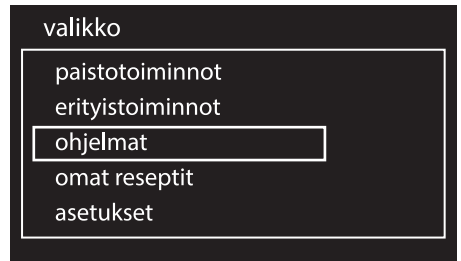 valikko
paistotoiminnot
erityistoiminnot
ohjelmat
omat reseptit
asetukset